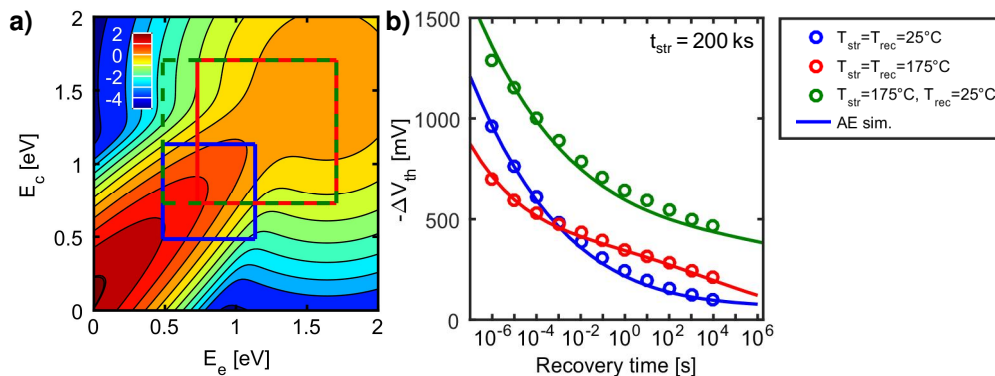 a)
2
0
-2
-4
2
1.5
1
0.5
0
E_c [eV]
0 0.5 1 1.5 2
E_e [eV]
b)
1500
1000
500
0
-ΔV_th [mV]
t_str = 200 ks
10^-6 10^-4 10^-2 10^0 10^2 10^4 10^6
Recovery time [s]
T_str=T_rec=25°C
T_str=T_rec=175°C
T_str=175°C, T_rec=25°C
AE sim.